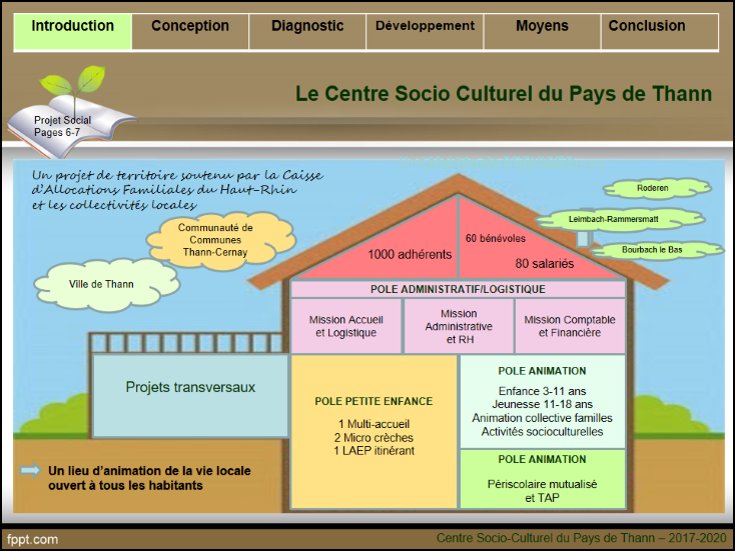 Introduction
Conception
Diagnostic
Développement
Moyens
Conclusion
Projet Social
Pages 6-7
Le Centre Socio Culturel du Pays de Thann
Un projet de territoire soutenu par la Caisse
d'Allocations Familiales du Haut-Rhin
et les collectivités locales
Communauté de
Communes
Thann-Cernay
Ville de Thann
Roderen
Leimbach-Rammersmatt
Bourbach le Bas
1000 adhérents
60 bénévoles
80 salariés
POLE ADMINISTRATIF/LOGISTIQUE
Mission Accueil
et Logistique
Mission
Administrative
et RH
Mission Comptable
et Financière
Projets transversaux
POLE PETITE ENFANCE
1 Multi-accueil
2 Micro crèches
1 LAEP itinérant
POLE ANIMATION
Enfance 3-11 ans
Jeunesse 11-18 ans
Animation collective familles
Activités socioculturelles
POLE ANIMATION
Périscolaire mutualisé
et TAP
Un lieu d'animation de la vie locale
ouvert à tous les habitants
fppt.com
Centre Socio-Culturel du Pays de Thann – 2017-2020